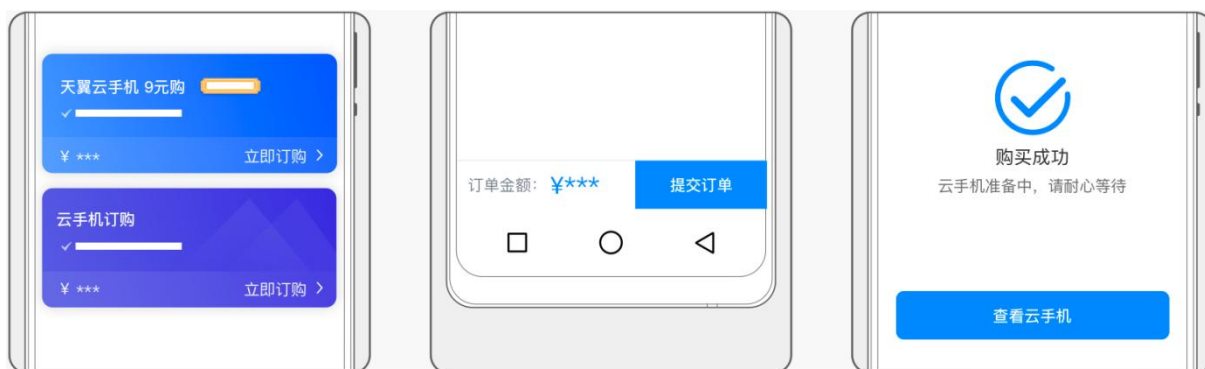 天翼云手机 9元购
¥ ***
立即订购
云手机订购
¥ ***
立即订购
订单金额：¥***
提交订单
购买成功
云手机准备中，请耐心等待
查看云手机